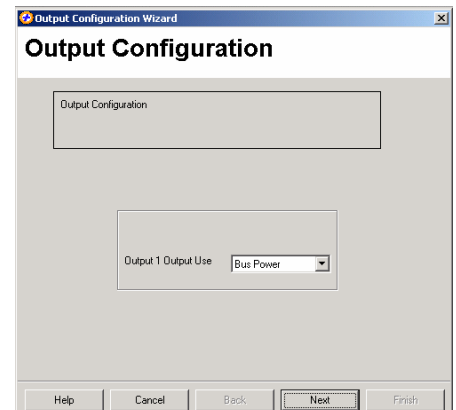 Output Configuration Wizard
Output Configuration
Output Configuration
Output 1 Output Use Bus Power
Help Cancel Back Next Finish